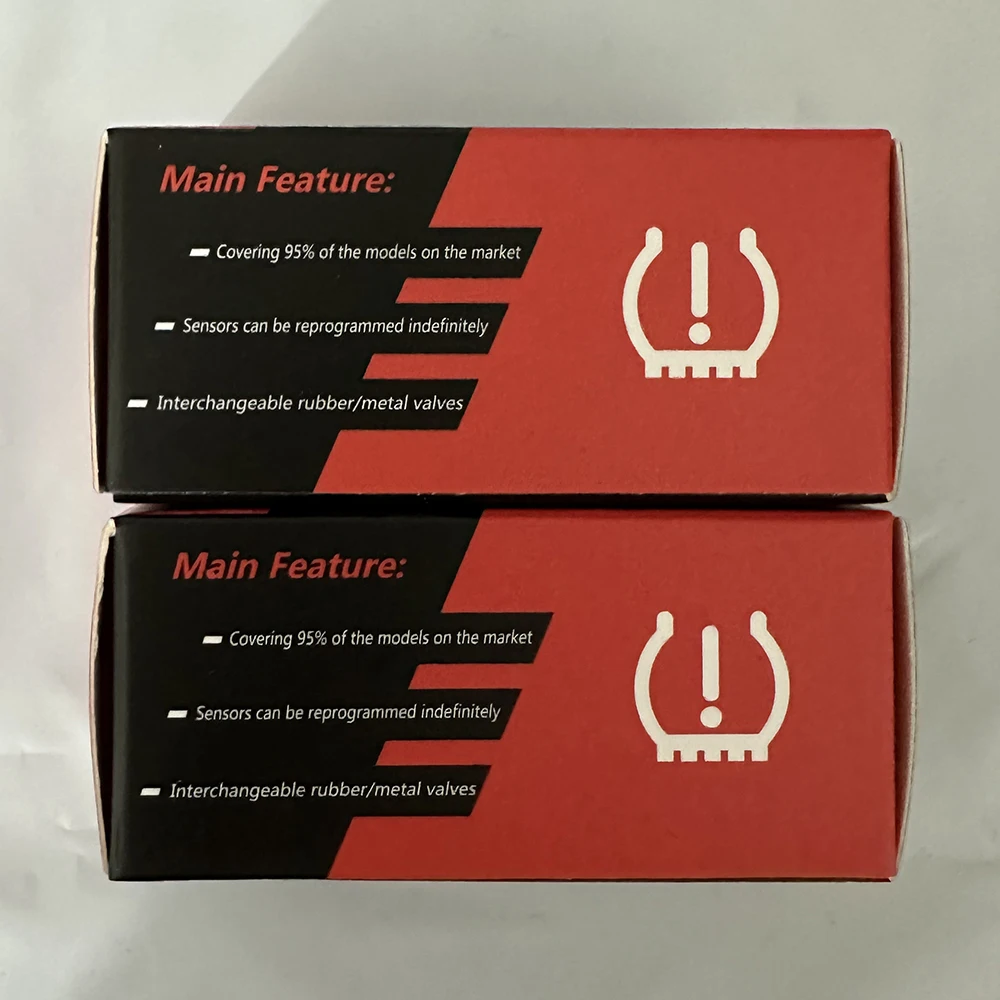 Main Feature:
Covering 95% of the models on the market
Sensors can be reprogrammed indefinitely
Interchangeable rubber/metal valves
Main Feature:
Covering 95% of the models on the market
Sensors can be reprogrammed indefinitely
Interchangeable rubber/metal valves